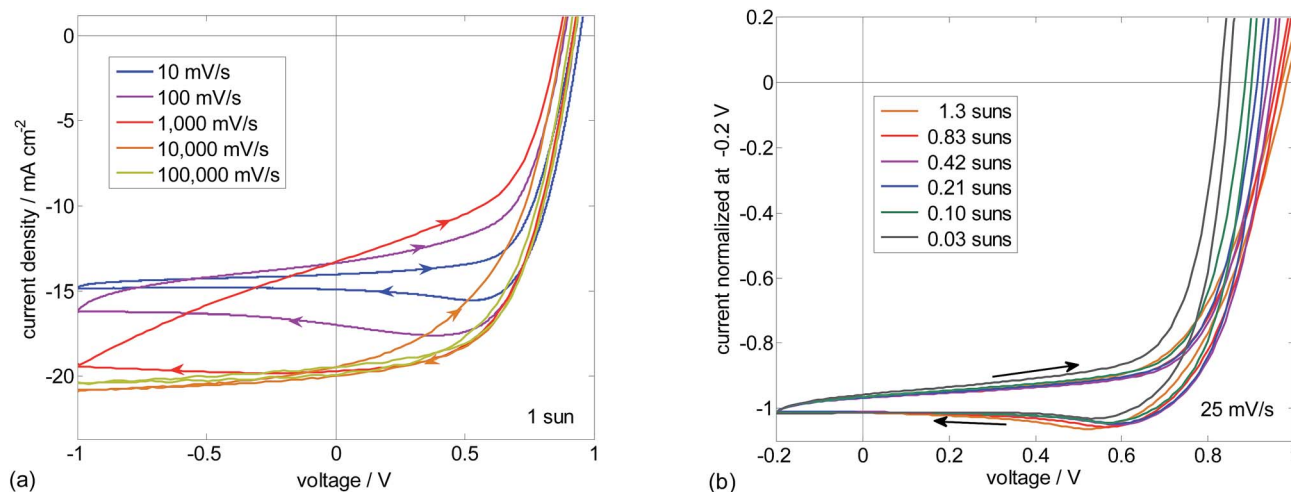 0
-5
-10
-15
-20
current density / mA cm⁻²
10 mV/s
100 mV/s
1,000 mV/s
10,000 mV/s
100,000 mV/s
1 sun
-1
-0.5
0
0.5
1
voltage / V
(a)
0.2
0
-0.2
-0.4
-0.6
-0.8
-1
current normalized at -0.2 V
1.3 suns
0.83 suns
0.42 suns
0.21 suns
0.10 suns
0.03 suns
25 mV/s
-0.2
0
0.2
0.4
0.6
0.8
1
voltage / V
(b)